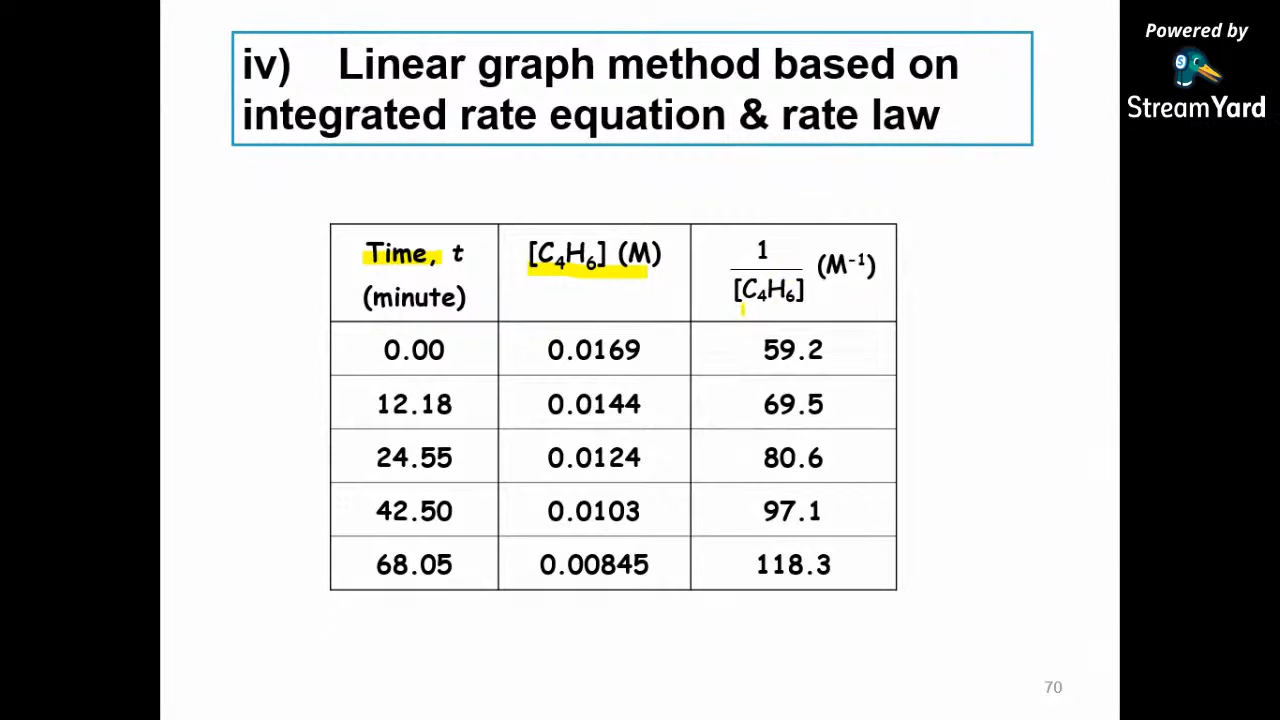 Powered by
StreamYard
iv) Linear graph method based on
integrated rate equation & rate law
Time, t
(minute)
[C₄H₆] (M)
1
[C₄H₆]
(M⁻¹)
0.00 0.0169 59.2
12.18 0.0144 69.5
24.55 0.0124 80.6
42.50 0.0103 97.1
68.05 0.00845 118.3
70